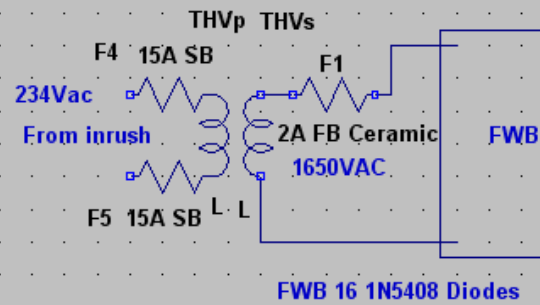 THVp THVs
F4 15A SB
F1
234Vac
From inrush
2A FB Ceramic
FWB
1650VAC
F5 15A SB
L L
FWB 16 1N5408 Diodes